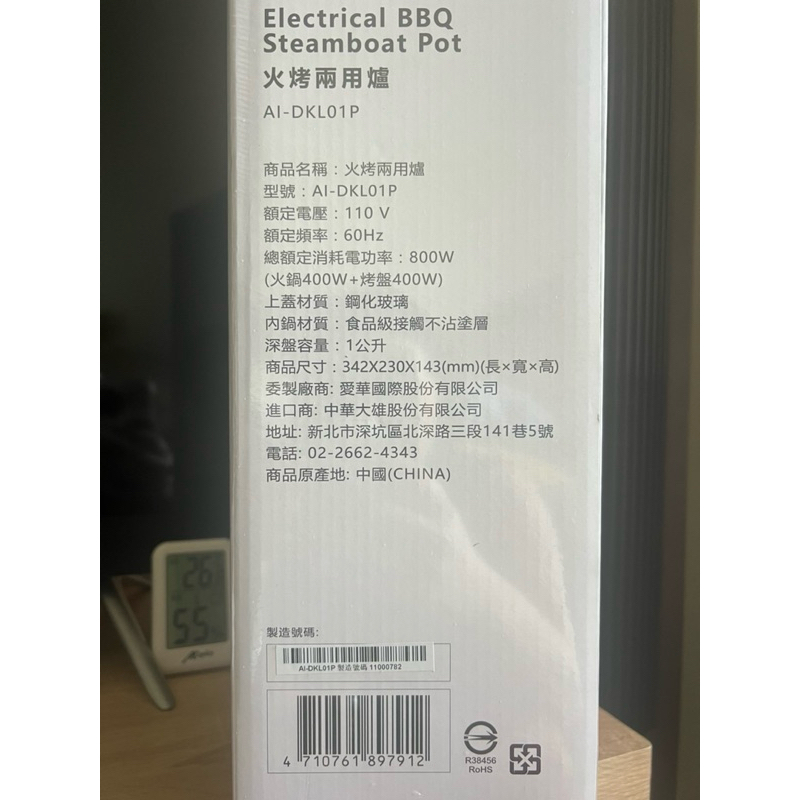 Electrical BBQ
Steamboat Pot
火烤兩用爐
AI-DKL01P
商品名稱：火烤兩用爐
型號：AI-DKL01P
額定電壓：110 V
額定頻率：60Hz
總額定消耗電功率：800W
(火鍋400W+烤盤400W)
上蓋材質：鋼化玻璃
內鍋材質：食品級接觸不沾塗層
深盤容量：1公升
商品尺寸：342X230X143(mm)(長×寬×高)
委製廠商: 愛華國際股份有限公司
進口商: 中華大雄股份有限公司
地址: 新北市深坑區北深路三段141巷5號
電話: 02-2662-4343
商品原產地: 中國(CHINA)
26
55%
製造號碼:
AI-DKL01P 製造號碼 11000782
4 710761 897912
R38456
RoHS